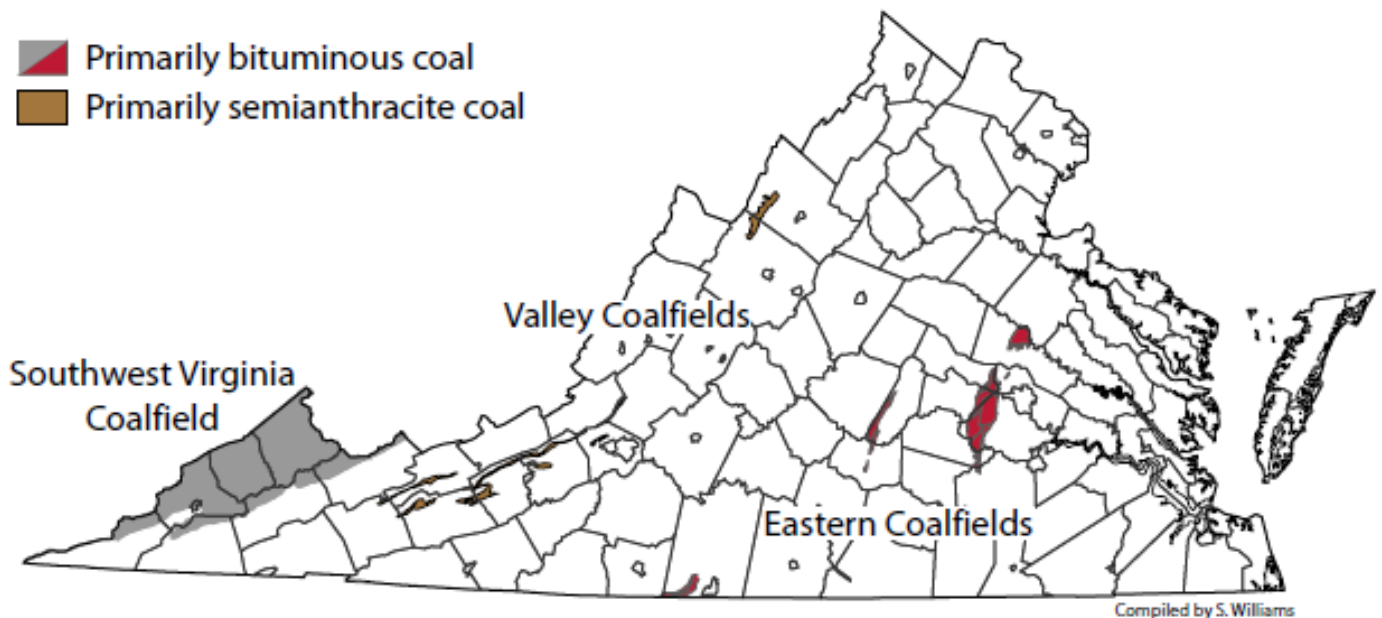 Primarily bituminous coal
Primarily semianthracite coal
Valley Coalfields
Southwest Virginia
Coalfield
Eastern Coalfields
Compiled by S. Williams